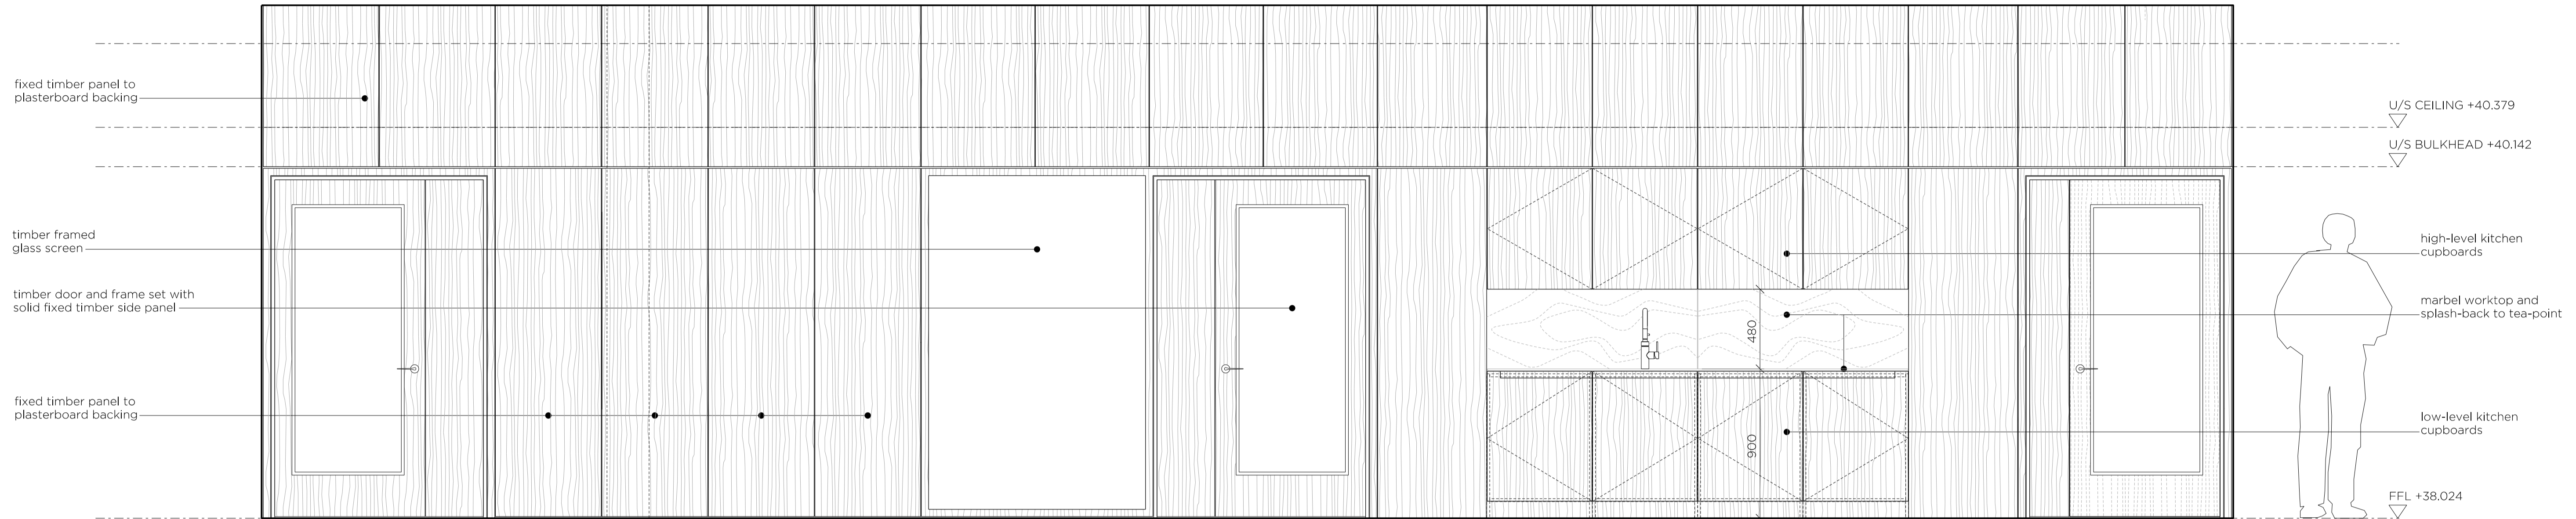 fixed timber panel to
plasterboard backing
timber framed
glass screen
timber door and frame set with
solid fixed timber side panel
fixed timber panel to
plasterboard backing
480
900
U/S CEILING +40.379
U/S BULKHEAD +40.142
high-level kitchen
cupboards
marbel worktop and
splash-back to tea-point
low-level kitchen
cupboards
FFL +38.024